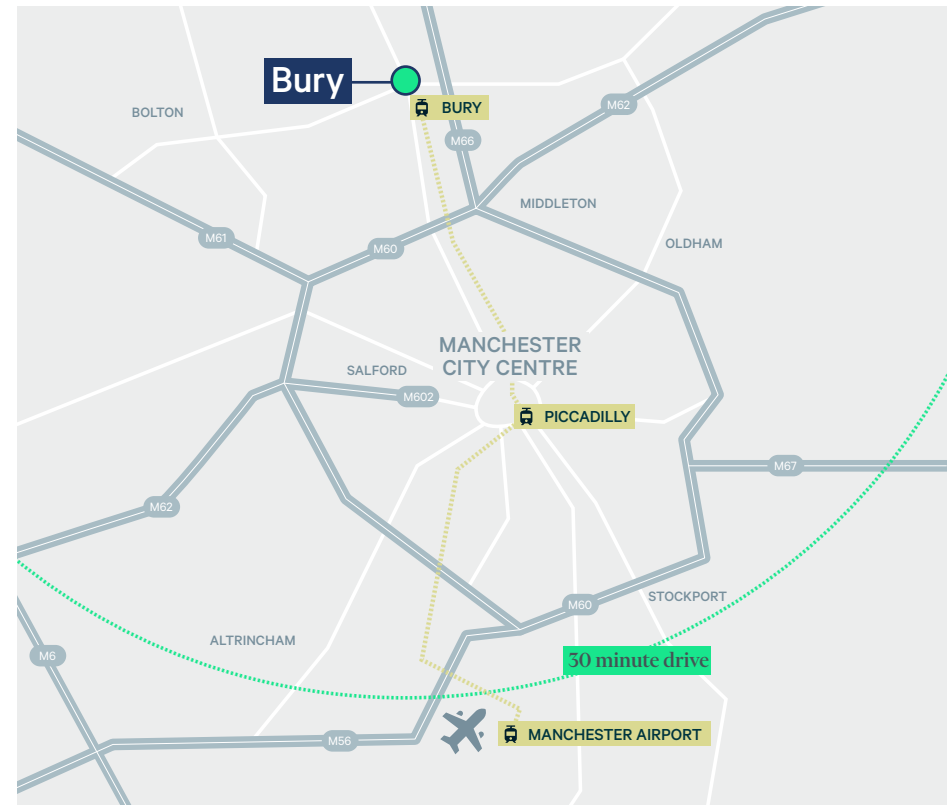 Bury
BURY
BOLTON
M62
M66
MIDDLETON
M61
M60
OLDHAM
MANCHESTER
CITY CENTRE
SALFORD
M602
PICCADILLY
M67
M62
STOCKPORT
M60
ALTRINCHAM
M6
30 minute drive
MANCHESTER AIRPORT
M56